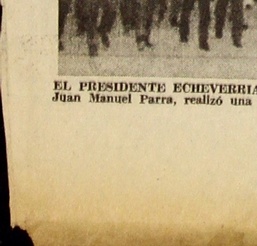 EL PRESIDENTE ECHEVERRIA
Juan Manuel Parra, realizó una